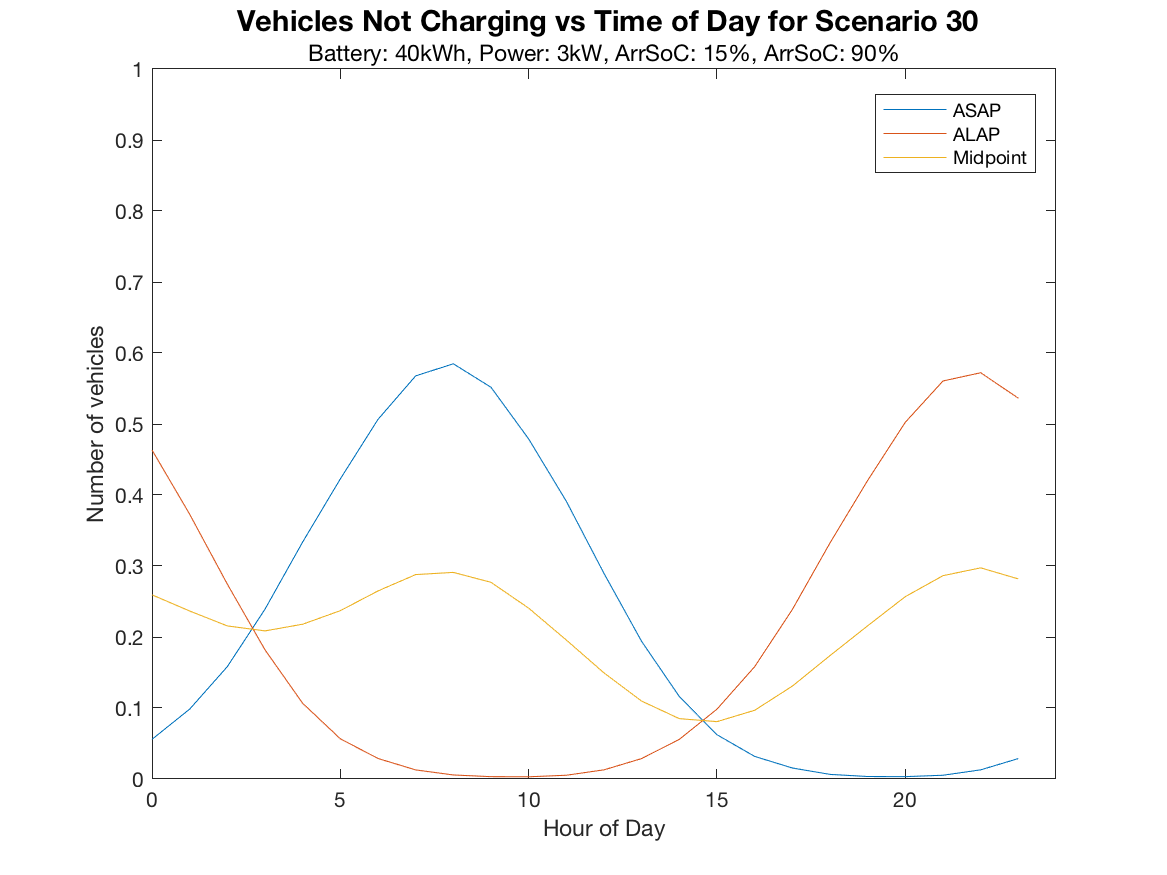 Vehicles Not Charging vs Time of Day for Scenario 30
Battery: 40kWh, Power: 3kW, ArrSoC: 15%, ArrSoC: 90%
1
0.9
0.8
0.7
0.6
0.5
0.4
0.3
0.2
0.1
0
Number of vehicles
ASAP
ALAP
Midpoint
0 5 10 15 20
Hour of Day